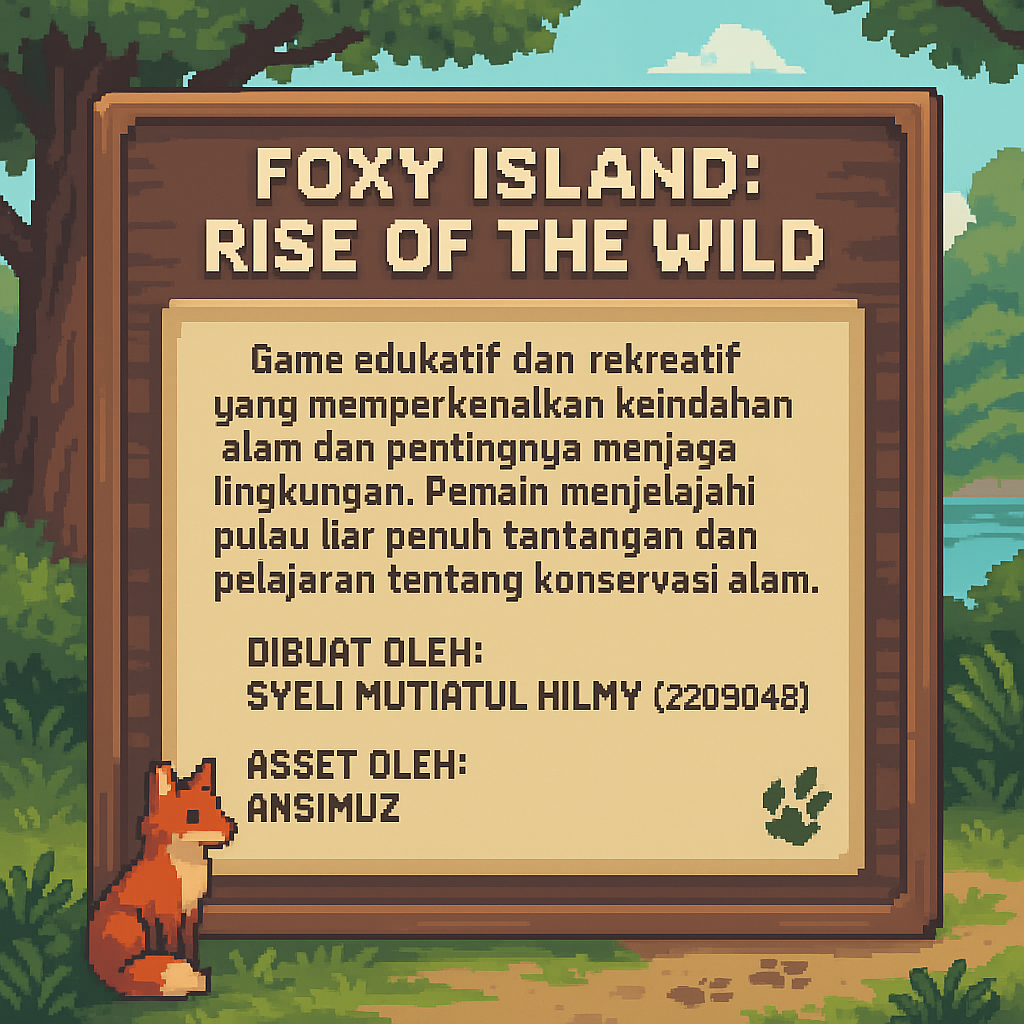 FOXY ISLAND:
RISE OF THE WILD
Game edukatif dan rekreatif
yang memperkenalkan keindahan
alam dan pentingnya menjaga
lingkungan. Pemain menjelajahi
pulau liar penuh tantangan dan
pelajaran tentang konservasi alam.
DIBUAT OLEH:
SYELI MUTIATUL HILMY (2209048)
ASSET OLEH:
ANSIMUZ